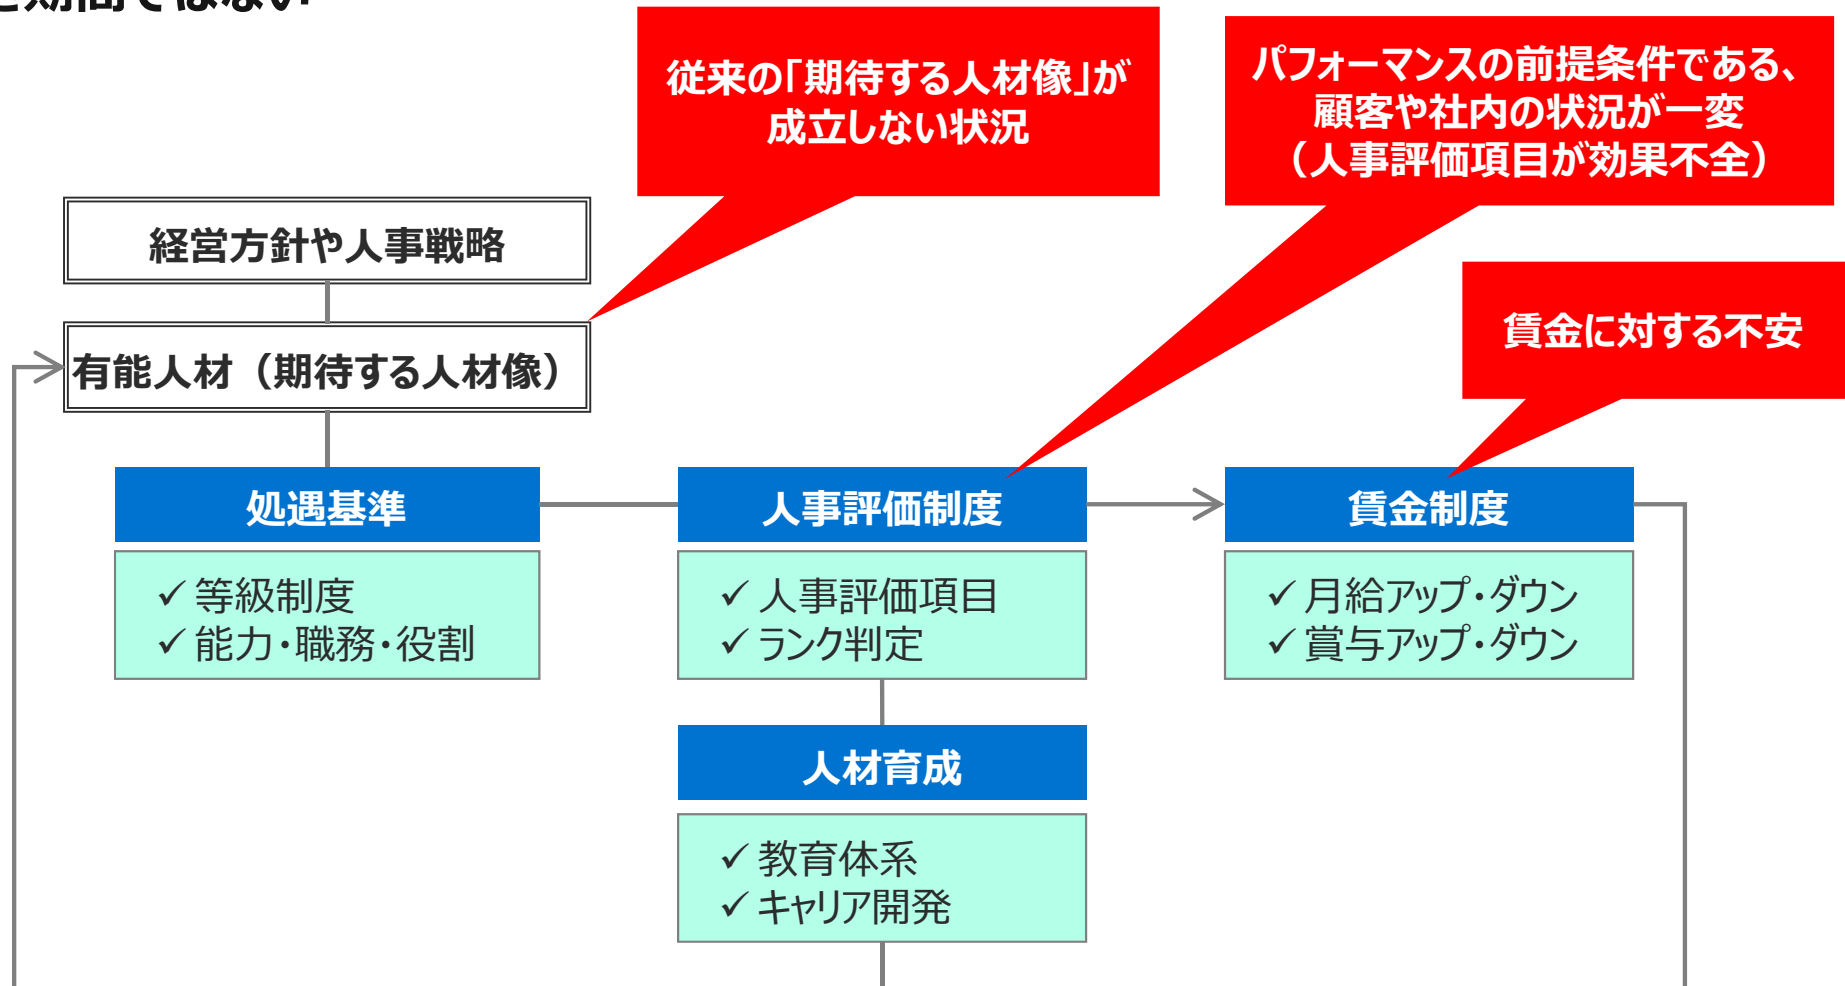 期間ではない
従来の「期待する人材像」が
成立しない状況
パフォーマンスの前提条件である、
顧客や社内の状況が一変
（人事評価項目が効果不全）
経営方針や人事戦略
賃金に対する不安
有能人材（期待する人材像）
処遇基準
人事評価制度
賃金制度
✓ 等級制度
✓ 能力・職務・役割
✓ 人事評価項目
✓ ランク判定
✓ 月給アップ・ダウン
✓ 賞与アップ・ダウン
人材育成
✓ 教育体系
✓ キャリア開発